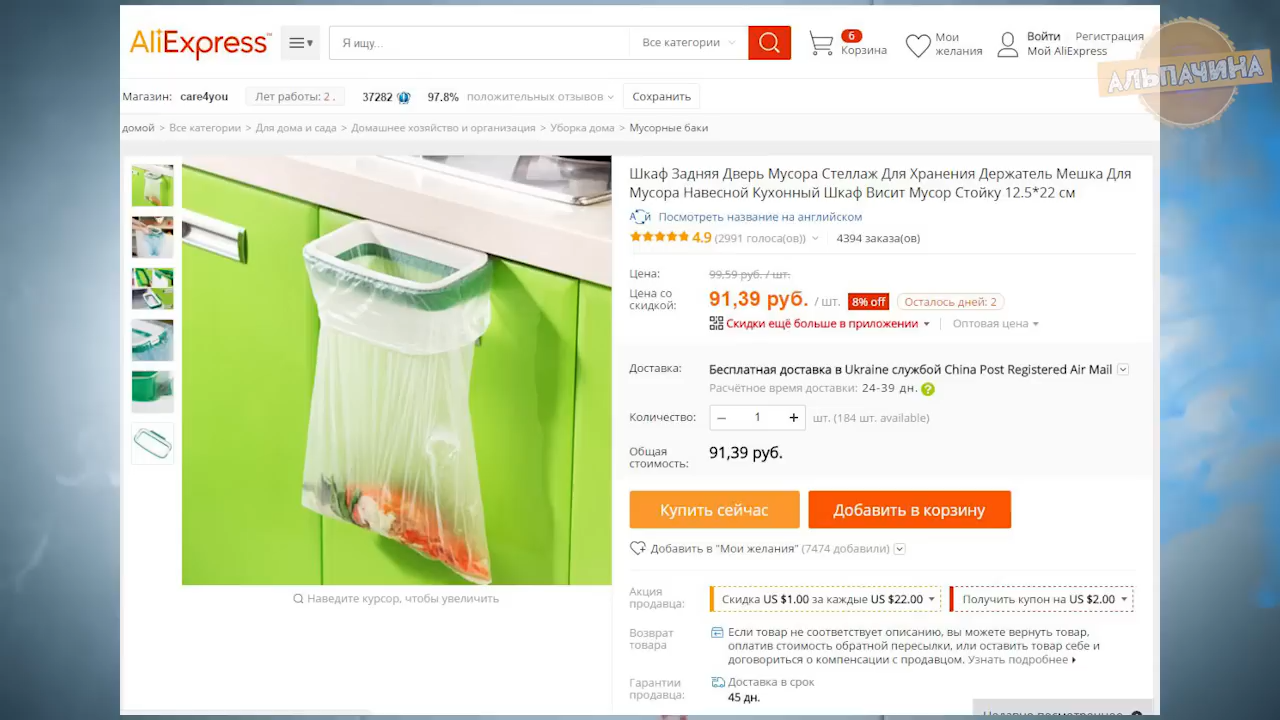 AliExpress™
Я ищу...
Все категории
6
Корзина
Мои
желания
Войти
Регистрация
Мой AliExpress
АЛЬПАЧИНА
Магазин: care4you
Лет работы: 2 .
37282
97.8% положительных отзывов
Сохранить
домой > Все категории > Для дома и сада > Домашнее хозяйство и организация > Уборка дома > Мусорные баки
Шкаф Задняя Дверь Мусора Стеллаж Для Хранения Держатель Мешка Для
Мусора Навесной Кухонный Шкаф Висит Мусор Стойку 12.5*22 см
Посмотреть название на английском
4.9 (2991 голоса(ов))
4394 заказа(ов)
Цена: 99,59 руб. / шт.
Цена со
скидкой:
91,39 руб. / шт. 8% off Осталось дней: 2
Скидки ещё больше в приложении
Оптовая цена
Доставка: Бесплатная доставка в Ukraine службой China Post Registered Air Mail
Расчётное время доставки: 24-39 дн. ?
Количество: – 1 + шт. (184 шт. available)
Общая
стоимость:
91,39 руб.
Купить сейчас
Добавить в корзину
Добавить в "Мои желания" (7474 добавили)
Наведите курсор, чтобы увеличить
Акция
продавца:
Скидка US $1.00 за каждые US $22.00
Получить купон на US $2.00
Возврат
товара
Если товар не соответствует описанию, вы можете вернуть товар,
оплатив стоимость обратной пересылки, или оставить товар себе и
договориться о компенсации с продавцом. Узнать подробнее
Гарантии
продавца:
Доставка в срок
45 дн.